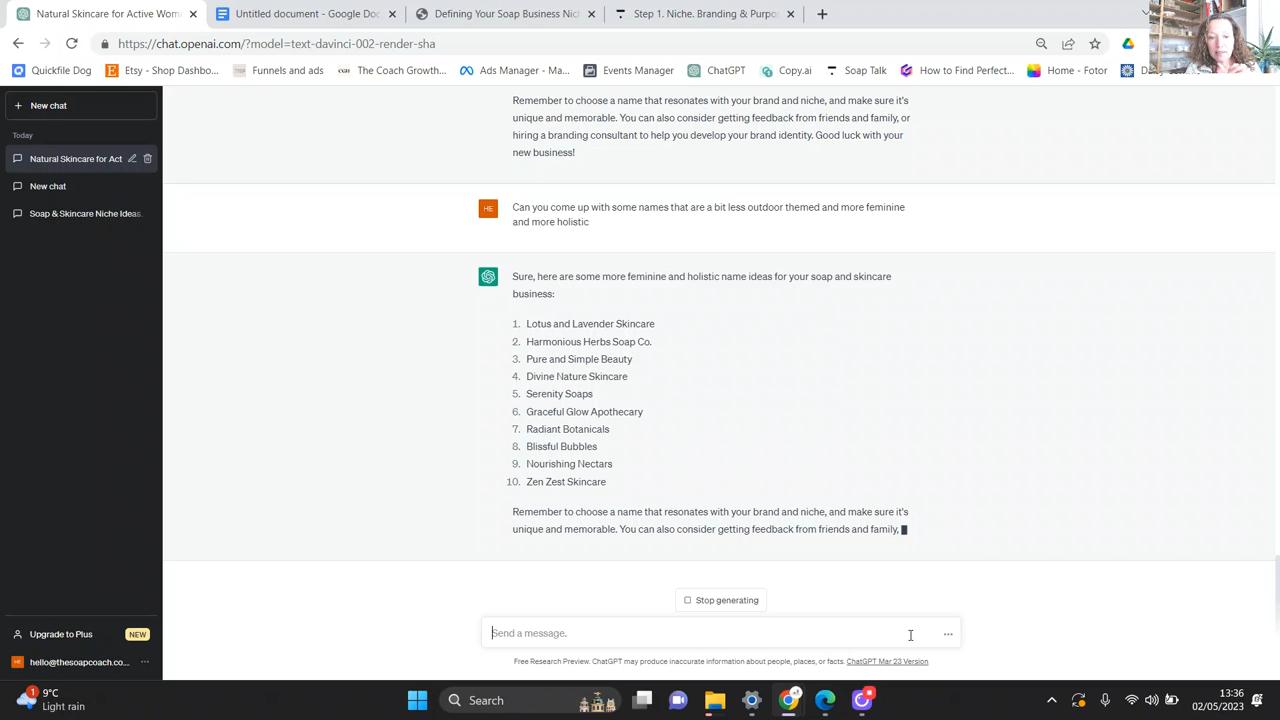 Natural Skincare for Active Wom
Untitled document - Google Doc
Defining Your Soap Business Nic
Step 1. Niche. Branding & Purpo
https://chat.openai.com/?model=text-davinci-002-render-sha
Quickfile Dog
Etsy - Shop Dashbo...
Funnels and ads
The Coach Growth...
Ads Manager - Ma...
Events Manager
ChatGPT
Copy.ai
Soap Talk
How to Find Perfect...
Home - Fotor
New chat
Today
Natural Skincare for Act
New chat
Soap & Skincare Niche Ideas.
Upgrade to Plus
NEW
HE
hello@thesoapcoach.co...
Remember to choose a name that resonates with your brand and niche, and make sure it's
unique and memorable. You can also consider getting feedback from friends and family, or
hiring a branding consultant to help you develop your brand identity. Good luck with your
new business!
HE
Can you come up with some names that are a bit less outdoor themed and more feminine
and more holistic
Sure, here are some more feminine and holistic name ideas for your soap and skincare
business:
1. Lotus and Lavender Skincare
2. Harmonious Herbs Soap Co.
3. Pure and Simple Beauty
4. Divine Nature Skincare
5. Serenity Soaps
6. Graceful Glow Apothecary
7. Radiant Botanicals
8. Blissful Bubbles
9. Nourishing Nectars
10. Zen Zest Skincare
Remember to choose a name that resonates with your brand and niche, and make sure it's
unique and memorable. You can also consider getting feedback from friends and family,
Stop generating
Send a message.
Free Research Preview. ChatGPT may produce inaccurate information about people, places, or facts. ChatGPT Mar 23 Version
1
9°C
Light rain
Search
13:36
02/05/2023